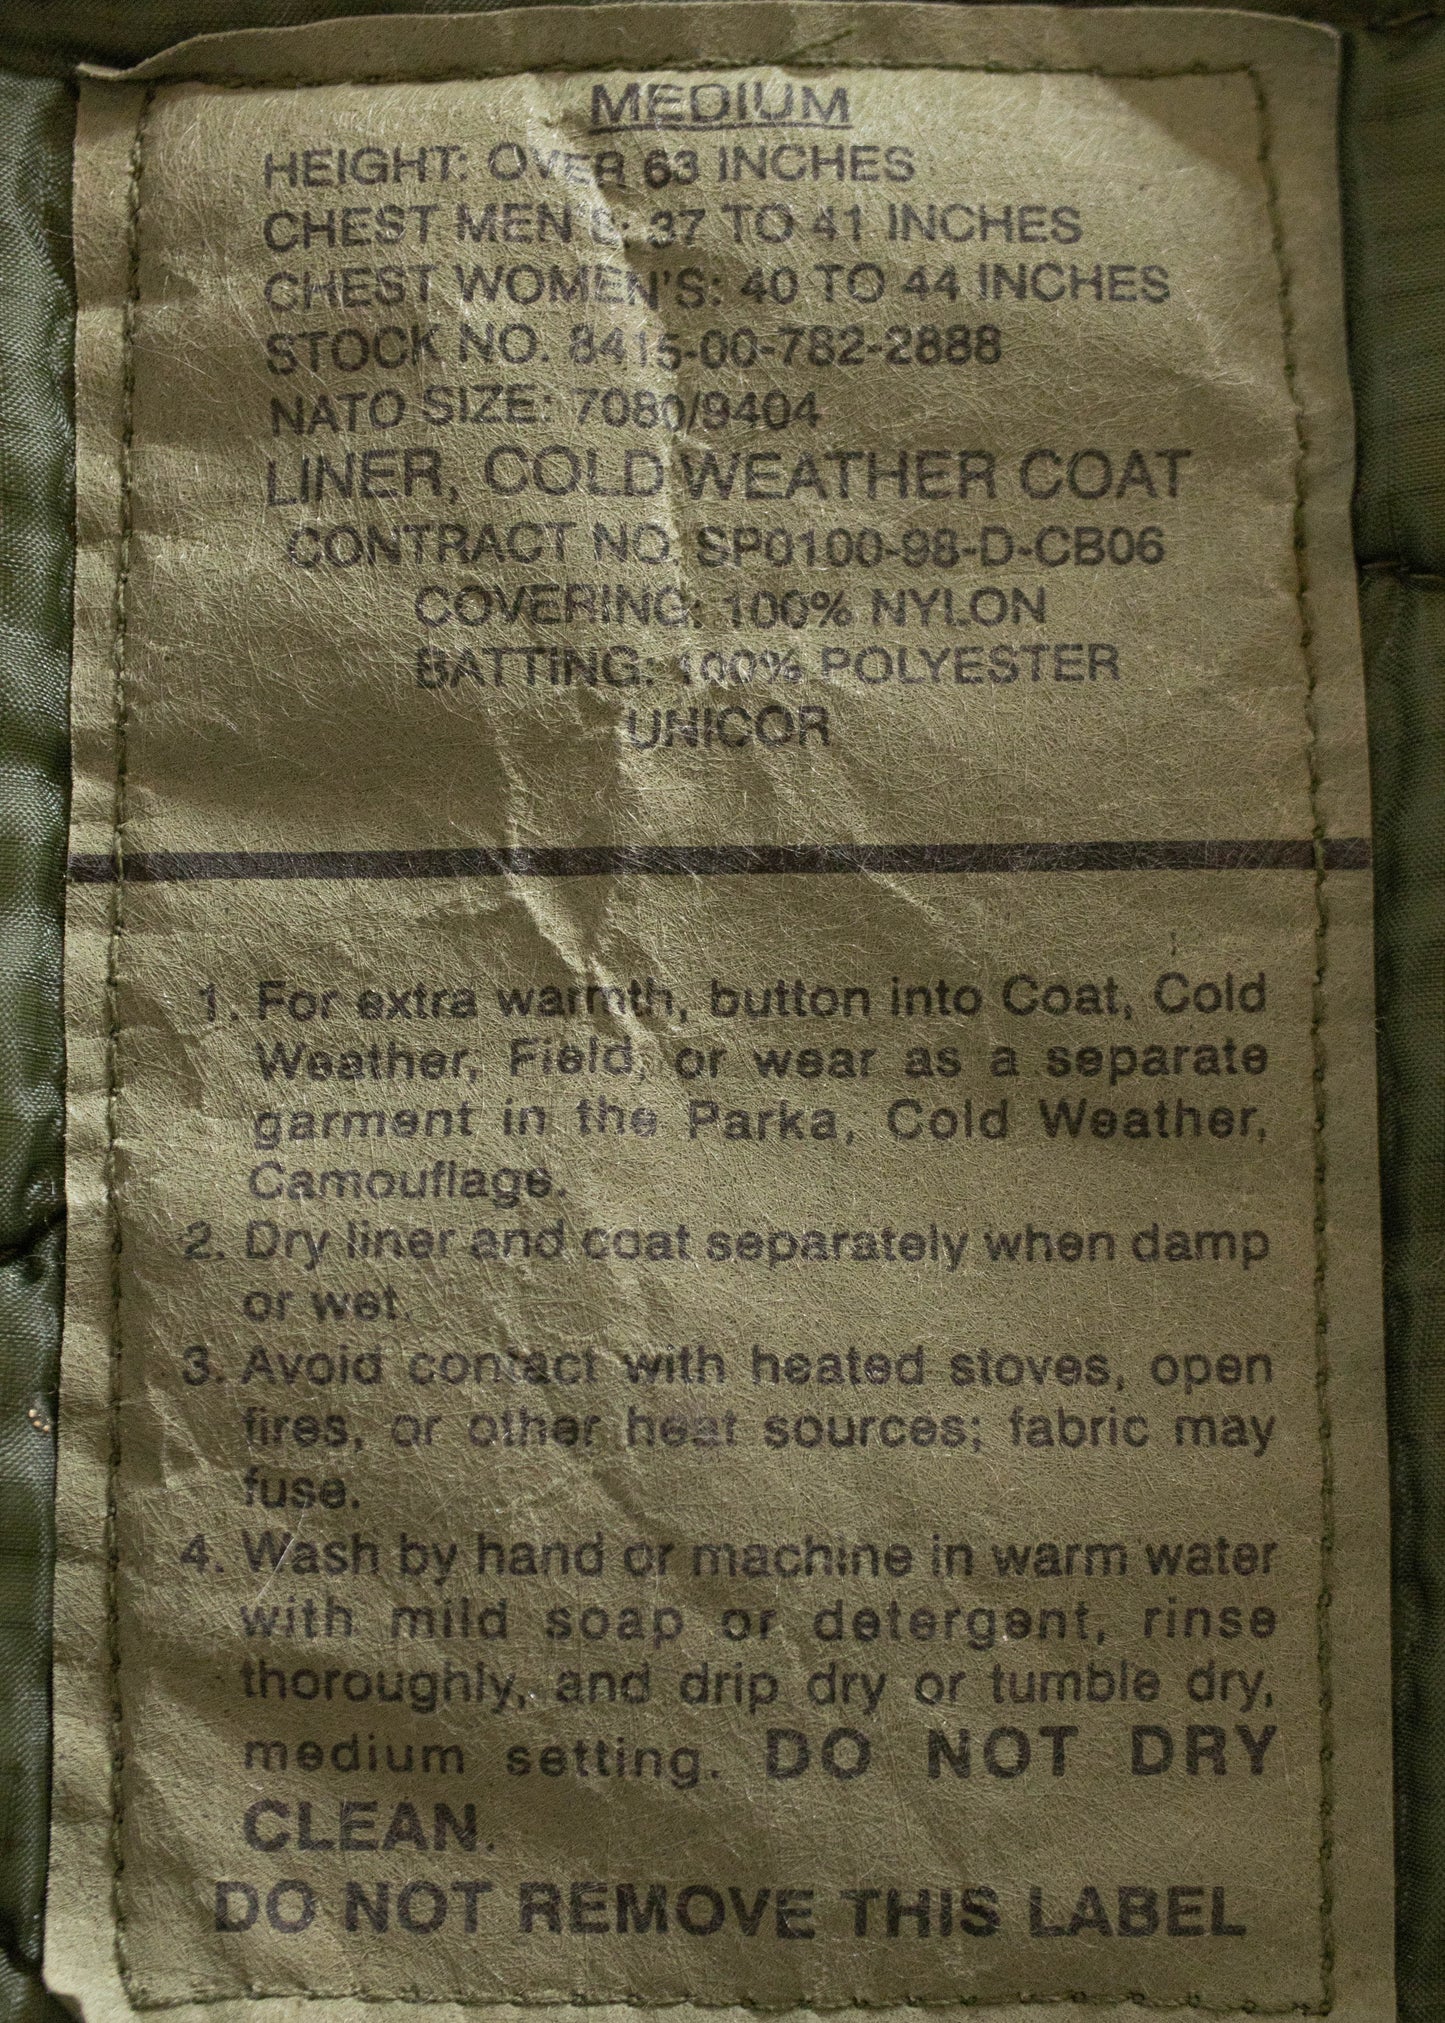 MEDIUM
HEIGHT: OVER 63 INCHES
CHEST MEN'S: 37 TO 41 INCHES
CHEST WOMEN'S: 40 TO 44 INCHES
STOCK NO. 8415-00-782-2888
NATO SIZE: 7080/9404
LINER, COLD WEATHER COAT
CONTRACT NO. SP0100-98-D-CB06
COVERING: 100% NYLON
BATTING: 100% POLYESTER
UNICOR
1. For extra warmth, button into Coat, Cold
Weather, Field, or wear as a separate
garment in the Parka, Cold Weather,
Camouflage.
2. Dry liner and coat separately when damp
or wet.
3. Avoid contact with heated stoves, open
fires, or other heat sources; fabric may
fuse.
4. Wash by hand or machine in warm water
with mild soap or detergent, rinse
thoroughly, and drip dry or tumble dry,
medium setting. DO NOT DRY
CLEAN.
DO NOT REMOVE THIS LABEL